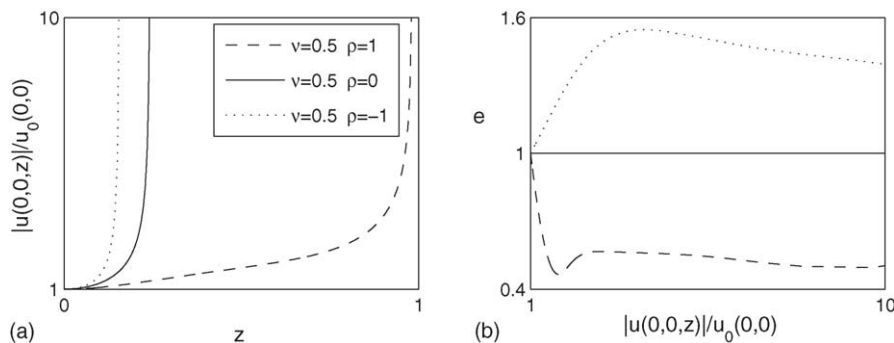 10
|u(0,0,z)|/u₀(0,0)
1
0
1
z
(a)
ν=0.5 ρ=1
ν=0.5 ρ=0
ν=0.5 ρ=−1
1.6
e
1
0.4
1
10
|u(0,0,z)|/u₀(0,0)
(b)